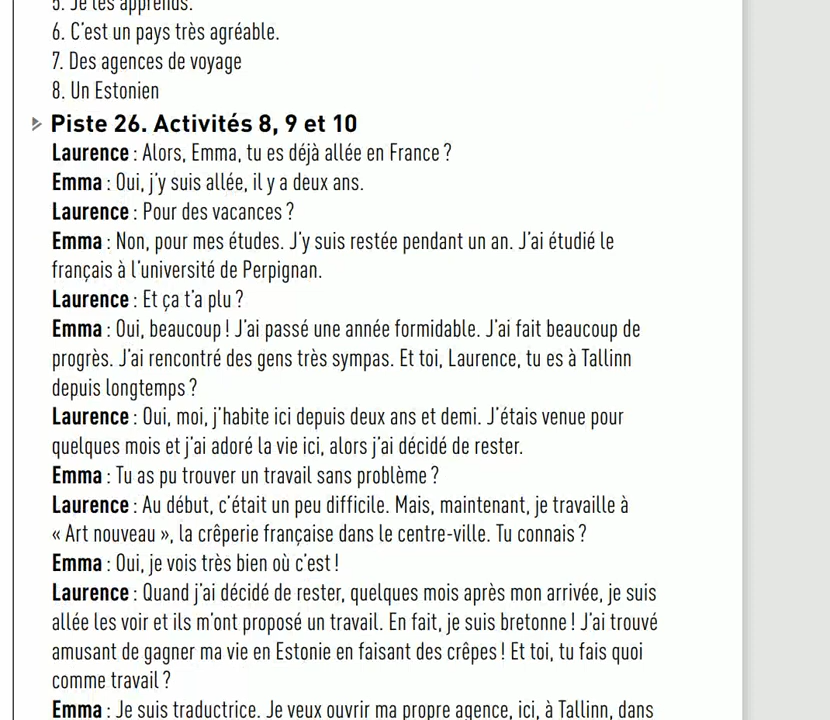 5. Je les apprends.
6. C'est un pays très agréable.
7. Des agences de voyage
8. Un Estonien
Piste 26. Activités 8, 9 et 10
Laurence : Alors, Emma, tu es déjà allée en France ?
Emma : Oui, j'y suis allée, il y a deux ans.
Laurence : Pour des vacances ?
Emma : Non, pour mes études. J'y suis restée pendant un an. J'ai étudié le
français à l'université de Perpignan.
Laurence : Et ça t'a plu ?
Emma : Oui, beaucoup ! J'ai passé une année formidable. J'ai fait beaucoup de
progrès. J'ai rencontré des gens très sympas. Et toi, Laurence, tu es à Tallinn
depuis longtemps ?
Laurence : Oui, moi, j'habite ici depuis deux ans et demi. J'étais venue pour
quelques mois et j'ai adoré la vie ici, alors j'ai décidé de rester.
Emma : Tu as pu trouver un travail sans problème ?
Laurence : Au début, c'était un peu difficile. Mais, maintenant, je travaille à
« Art nouveau », la crêperie française dans le centre-ville. Tu connais ?
Emma : Oui, je vois très bien où c'est !
Laurence : Quand j'ai décidé de rester, quelques mois après mon arrivée, je suis
allée les voir et ils m'ont proposé un travail. En fait, je suis bretonne ! J'ai trouvé
amusant de gagner ma vie en Estonie en faisant des crêpes ! Et toi, tu fais quoi
comme travail ?
Emma : Je suis traductrice. Je veux ouvrir ma propre agence, ici, à Tallinn, dans